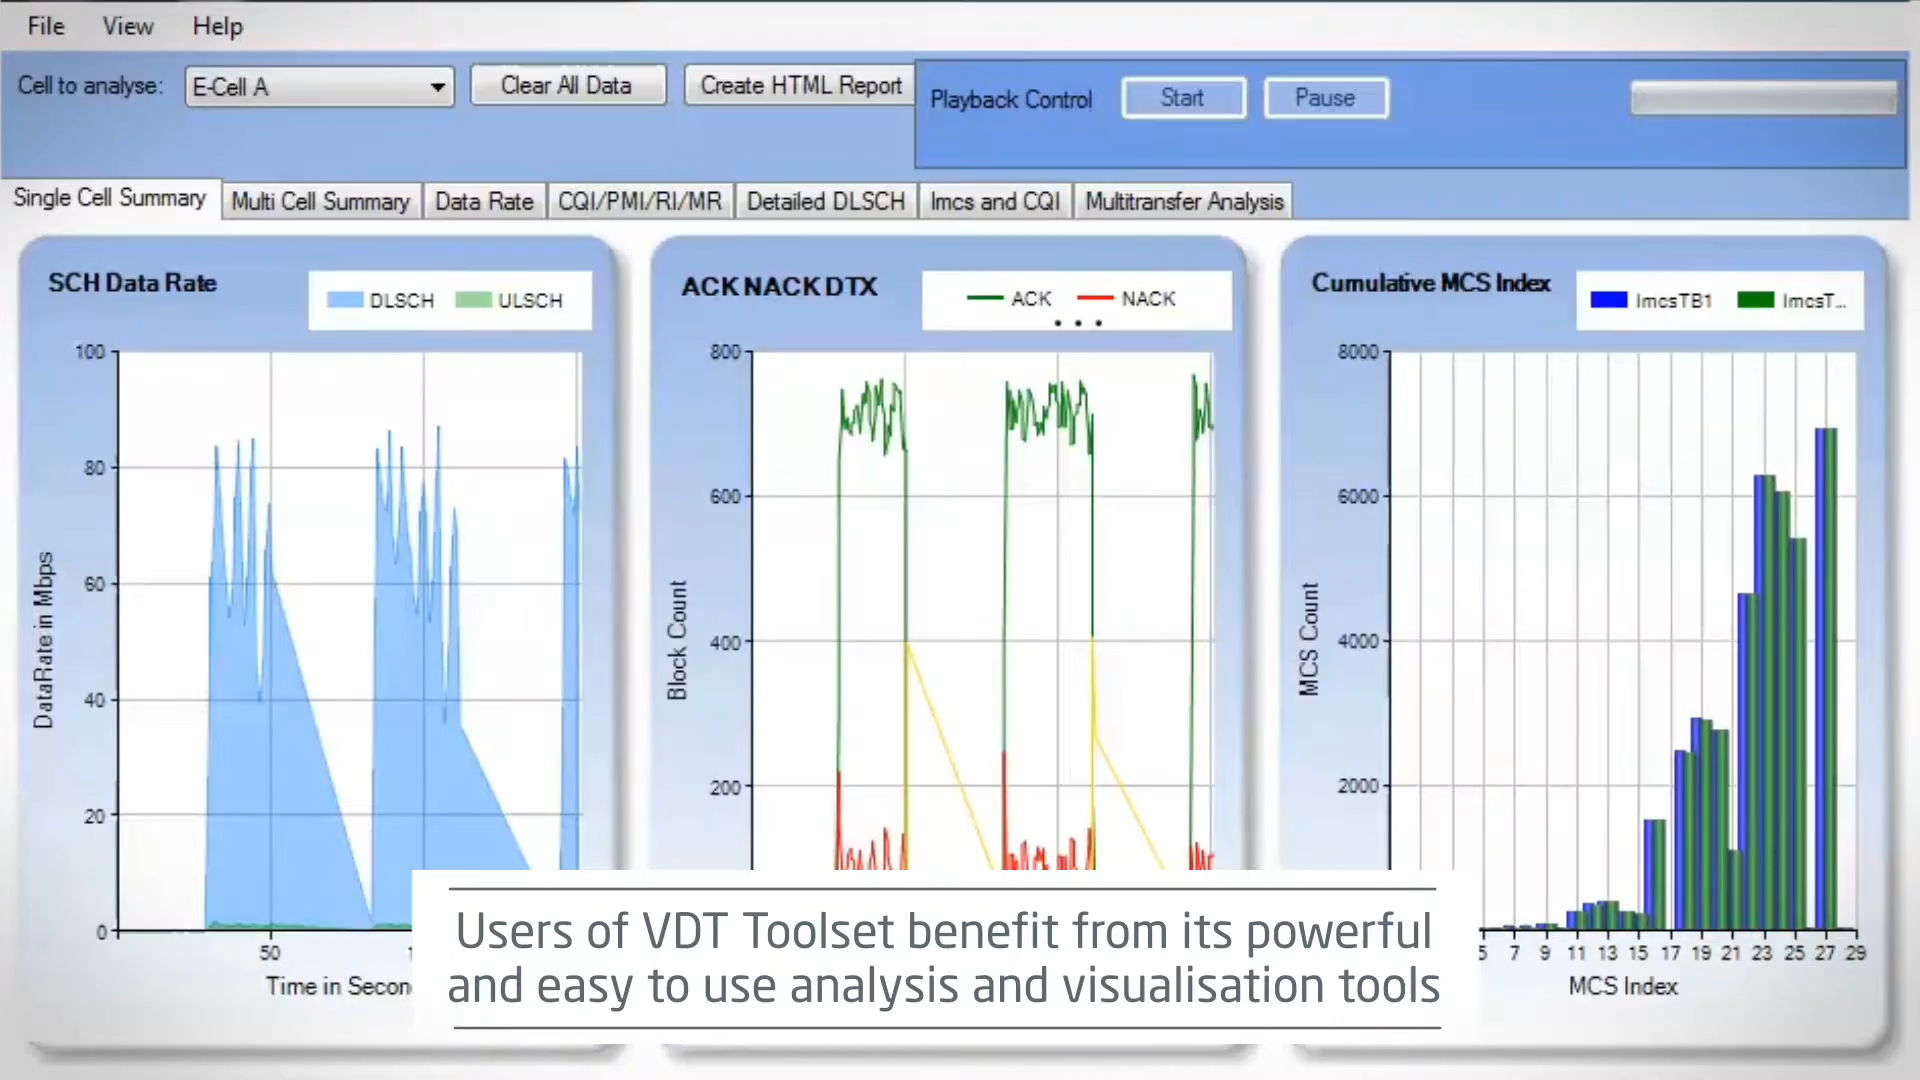 File View Help
Cell to analyse: E-Cell A Clear All Data Create HTML Report Playback Control Start Pause
Single Cell Summary Multi Cell Summary Data Rate CQI/PMI/RI/MR Detailed DLSCH Imcs and CQI Multitransfer Analysis
SCH Data Rate
DLSCH ULSCH
100
80
60
40
20
0
DataRate in Mbps
50 1
Time in Secon
ACK NACK DTX
ACK NACK
...
800
600
400
200
Block Count
Cumulative MCS Index
ImcsTB1 ImcsT...
8000
6000
4000
2000
MCS Count
5 7 9 11 13 15 17 19 21 23 25 27 29
MCS Index
Users of VDT Toolset benefit from its powerful
and easy to use analysis and visualisation tools